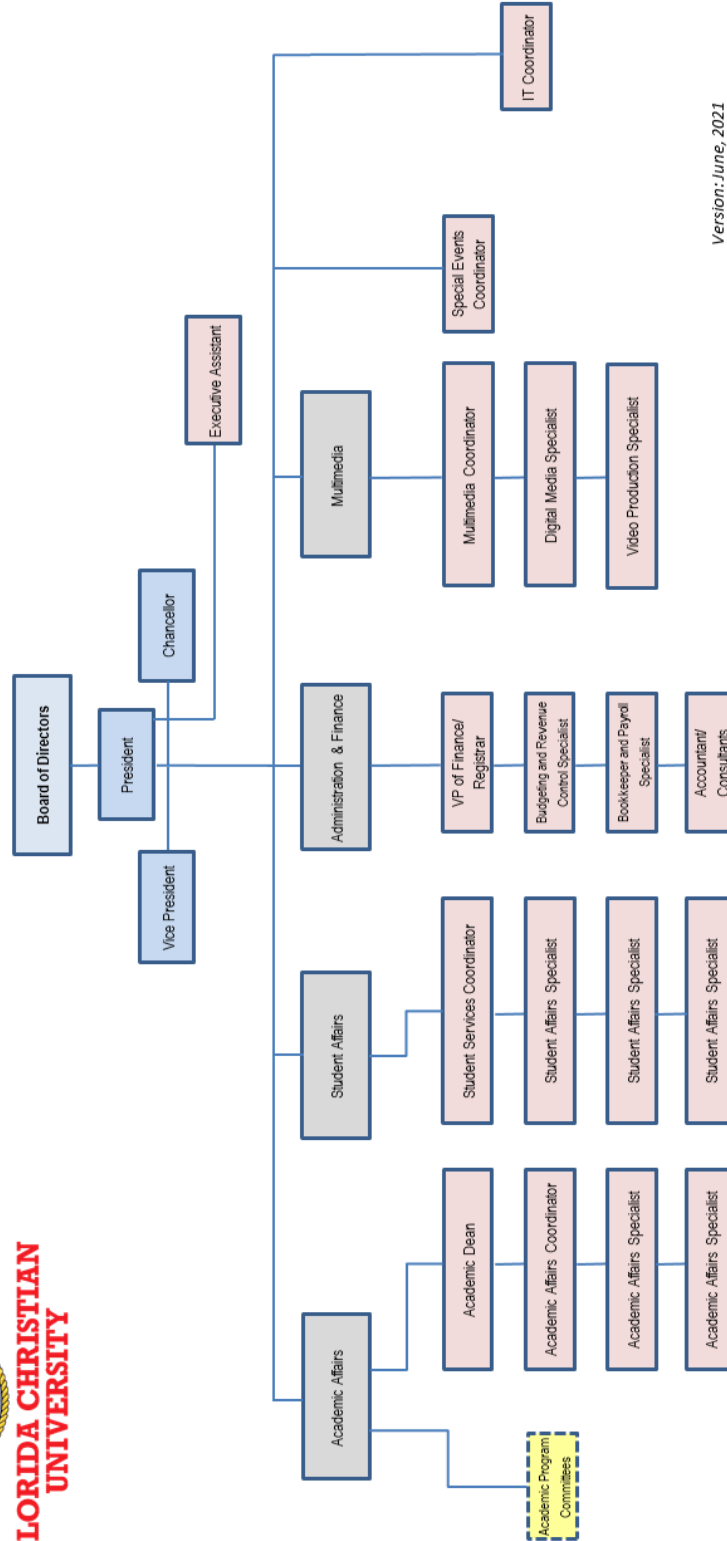 LORIDA CHRISTIAN
UNIVERSITY
Board of Directors
President
Vice President
Chancellor
Executive Assistant
Academic Affairs
Student Affairs
Administration & Finance
Multimedia
Academic Program
Committees
Academic Dean
Academic Affairs Coordinator
Academic Affairs Specialist
Academic Affairs Specialist
Student Services Coordinator
Student Affairs Specialist
Student Affairs Specialist
Student Affairs Specialist
VP of Finance/
Registrar
Budgeting and Revenue
Control Specialist
Bookkeeper and Payroll
Specialist
Accountant/
Consultants
Multimedia Coordinator
Digital Media Specialist
Video Production Specialist
Special Events
Coordinator
IT Coordinator
Version: June, 2021